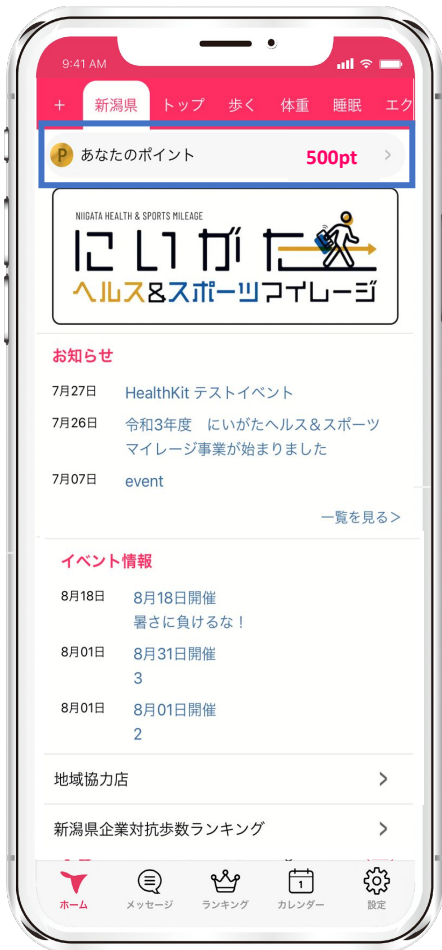 9:41 AM
+ 新潟県 トップ 歩く 体重 睡眠 エク
P あなたのポイント 500pt >
NIIGATA HEALTH & SPORTS MILEAGE
にいがた
ヘルス&スポーツマイレージ
お知らせ
7月27日 HealthKit テストイベント
7月26日 令和3年度 にいがたヘルス＆スポーツ
マイレージ事業が始まりました
7月07日 event
一覧を見る＞
イベント情報
8月18日 8月18日開催
暑さに負けるな！
8月01日 8月31日開催
3
8月01日 8月01日開催
2
地域協力店 >
新潟県企業対抗歩数ランキング >
1
ホーム メッセージ ランキング カレンダー 設定